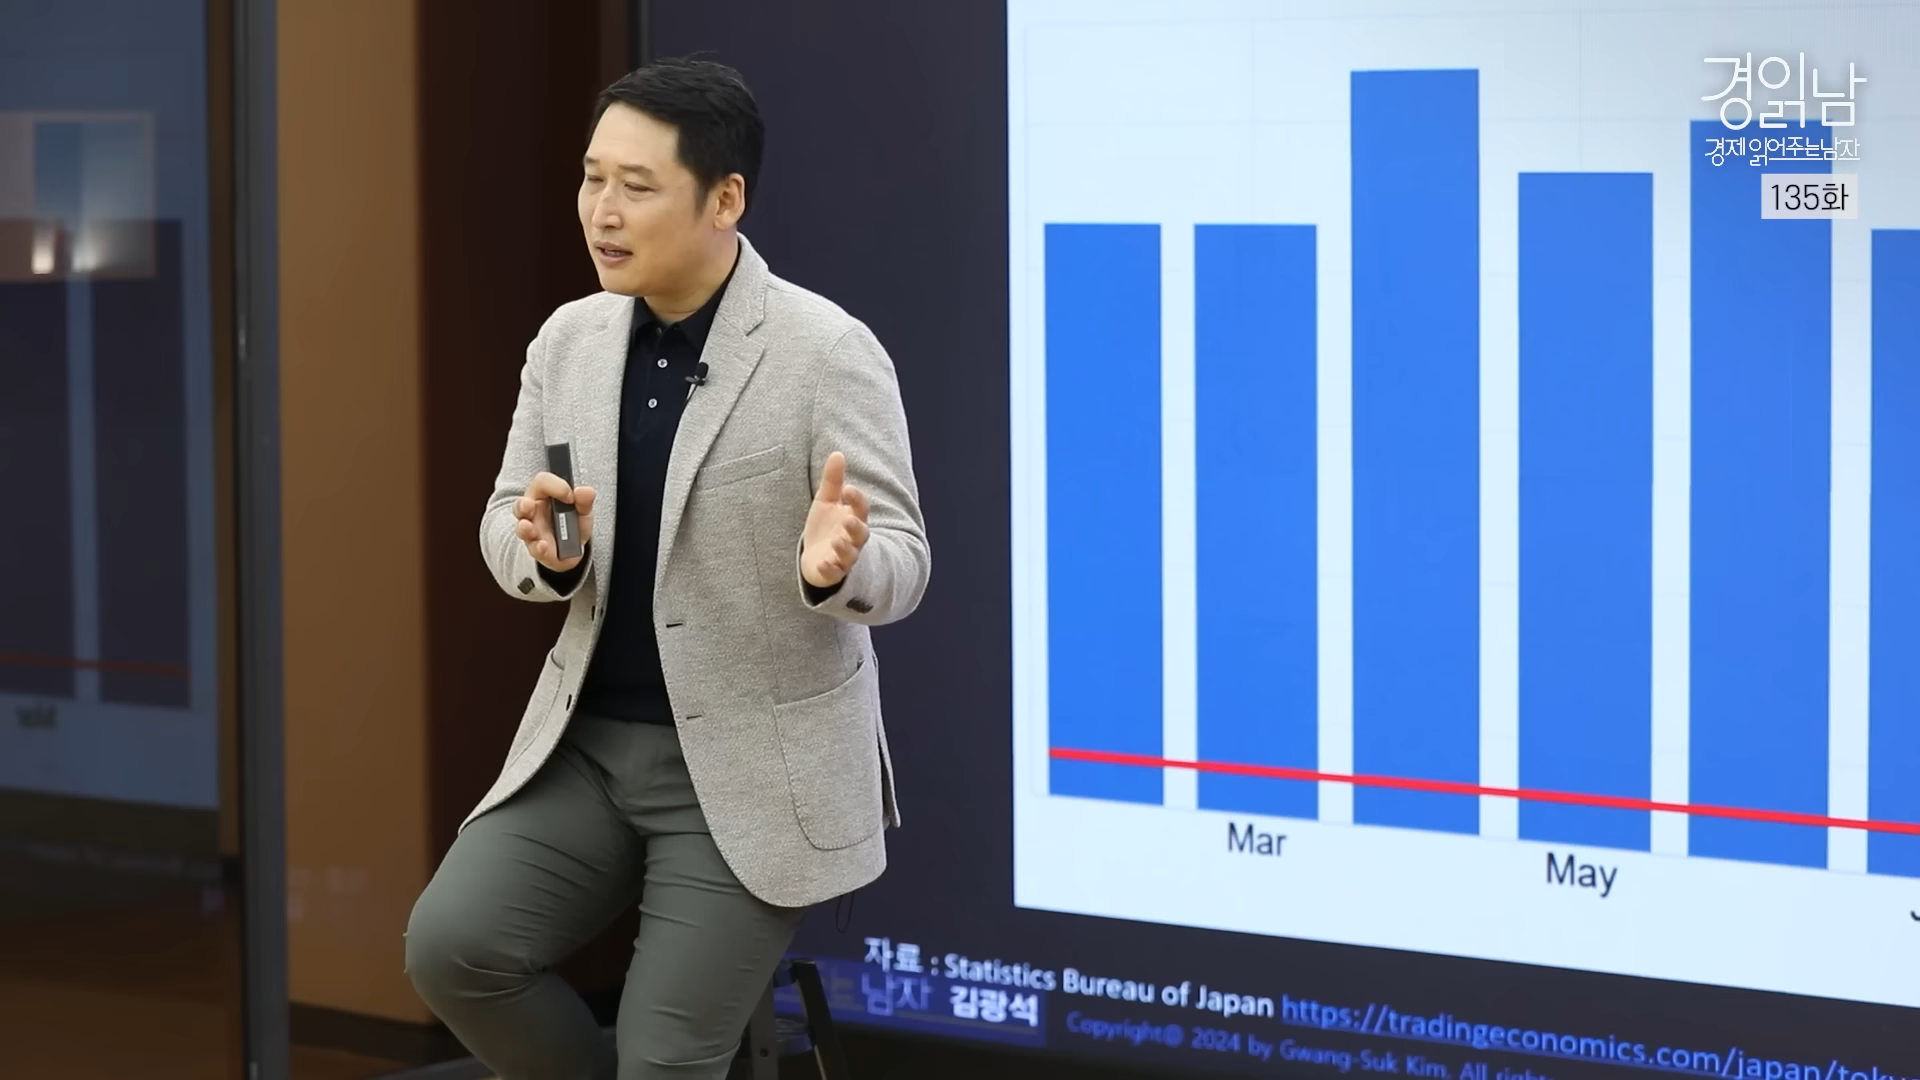 경읽남
경제 읽어주는남자
135화
Mar
May
자료 : Statistics Bureau of Japan https://tradingeconomics.com/japan/toky
남자 김광석
Copyright@ 2024 by Gwang-Suk Kim. All right